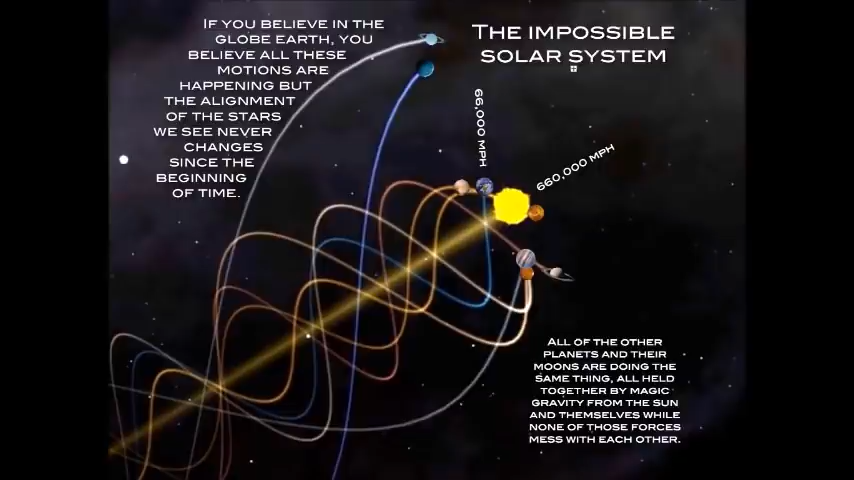 IF YOU BELIEVE IN THE
GLOBE EARTH, YOU
BELIEVE ALL THESE
MOTIONS ARE
HAPPENING BUT
THE ALIGNMENT
OF THE STARS
WE SEE NEVER
CHANGES
SINCE THE
BEGINNING
OF TIME.
THE IMPOSSIBLE
SOLAR SYSTEM
66,000 MPH
660,000 MPH
ALL OF THE OTHER
PLANETS AND THEIR
MOONS ARE DOING THE
SAME THING, ALL HELD
TOGETHER BY MAGIC
GRAVITY FROM THE SUN
AND THEMSELVES WHILE
NONE OF THOSE FORCES
MESS WITH EACH OTHER.